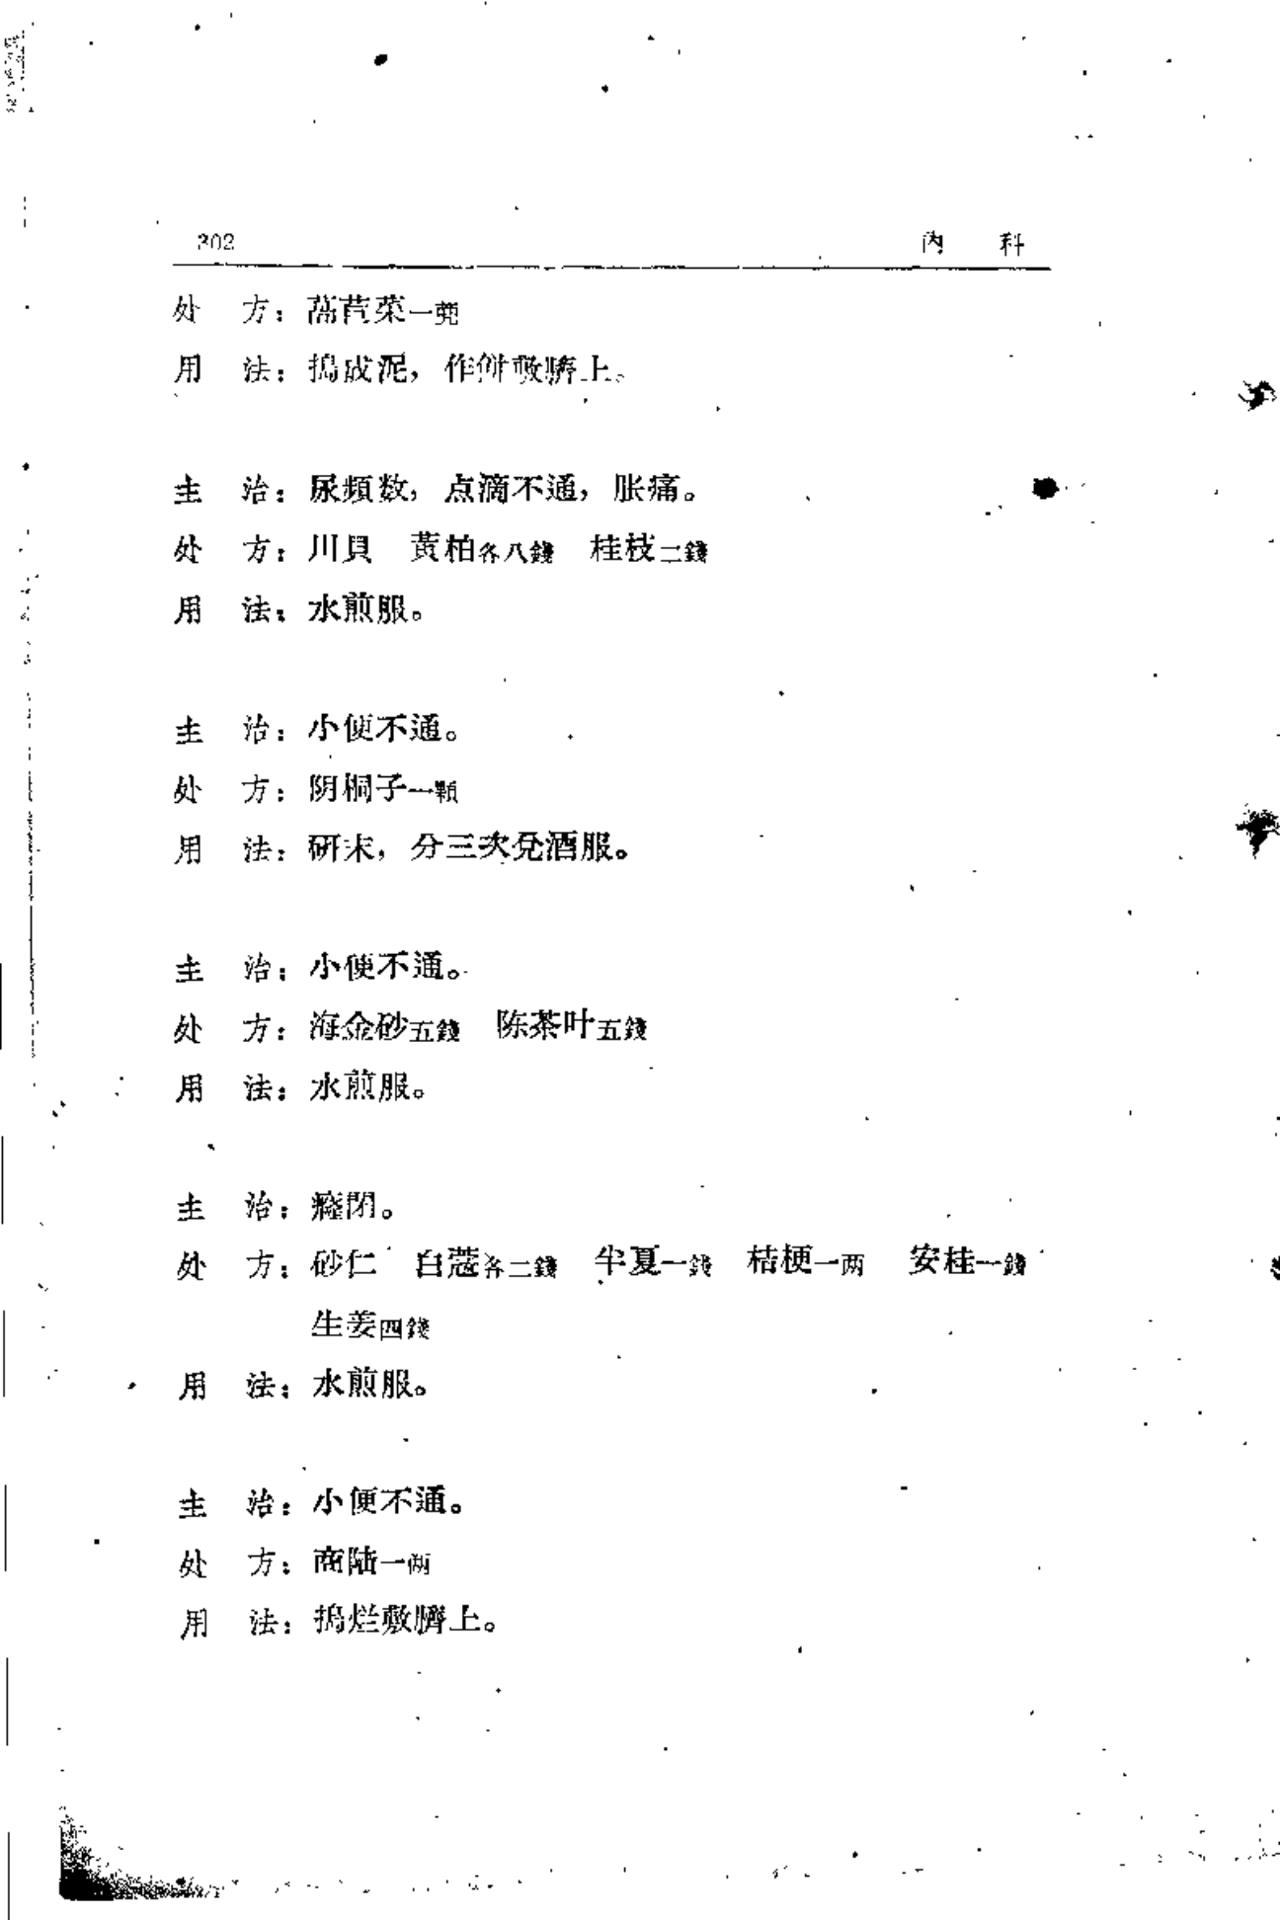 302 内 科
处 方：萵苣菜一蔸
用 法：搗成泥，作餅敷臍上。
主 治：尿頻数，点滴不通，胀痛。
处 方：川貝 黄柏各八錢 桂枝二錢
用 法：水煎服。
主 治：小便不通。
处 方：阴桐子一顆
用 法：研末，分三次兑酒服。
主 治：小便不通。
处 方：海金砂五錢 陈茶叶五錢
用 法：水煎服。
主 治：癃閉。
处 方：砂仁 白蔻各二錢 半夏一錢 桔梗一两 安桂一錢
生姜四錢
用 法：水煎服。
主 治：小便不通。
处 方：商陆一两
用 法：搗烂敷臍上。